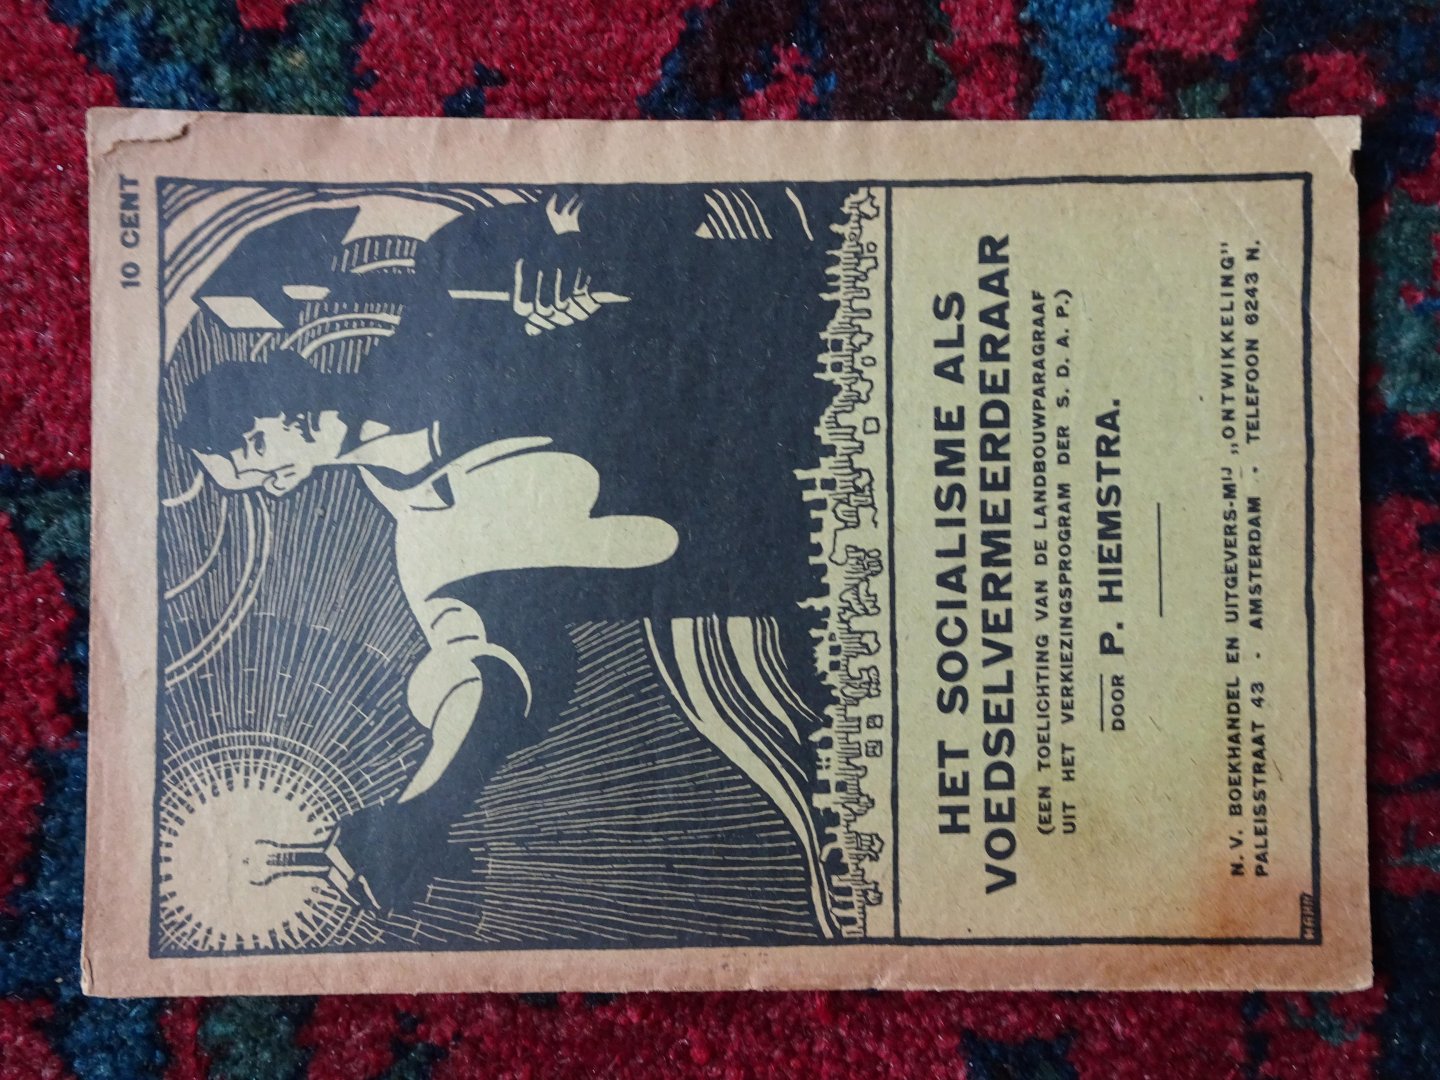 10 CENT
HET SOCIALISME ALS
VOEDSELVERMEERDERAAR
(EEN TOELICHTING VAN DE LANDBOUWPARAGRAAF
UIT HET VERKIEZINGSPROGRAM DER S. D. A. P.)
DOOR P. HIEMSTRA.
N. V. BOEKHANDEL EN UITGEVERS-MIJ „ONTWIKKELING"
PALEISSTRAAT 43 · AMSTERDAM · TELEFOON 6243 N.
HAHN